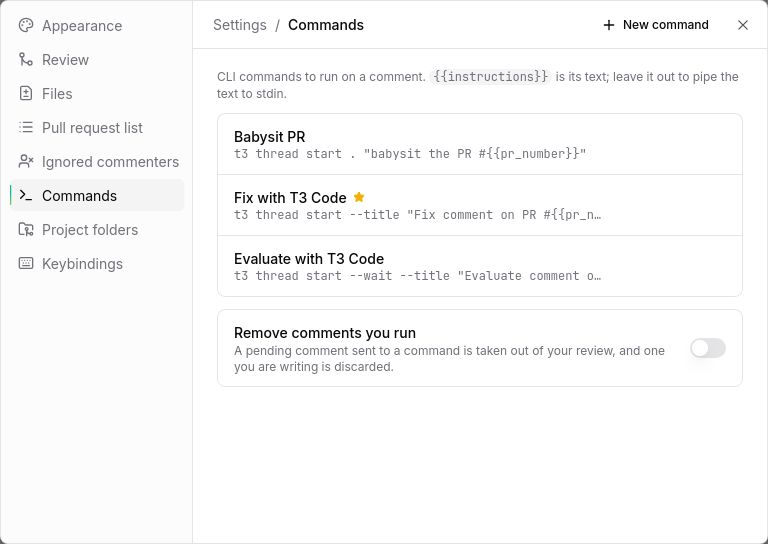 Appearance
Review
Files
Pull request list
Ignored commenters
Commands
Project folders
Keybindings
Settings / Commands
New command
CLI commands to run on a comment. {{instructions}} is its text; leave it out to pipe the
text to stdin.
Babysit PR
t3 thread start . "babysit the PR #{{pr_number}}"
Fix with T3 Code
t3 thread start --title "Fix comment on PR #{{pr_n…
Evaluate with T3 Code
t3 thread start --wait --title "Evaluate comment o…
Remove comments you run
A pending comment sent to a command is taken out of your review, and one
you are writing is discarded.